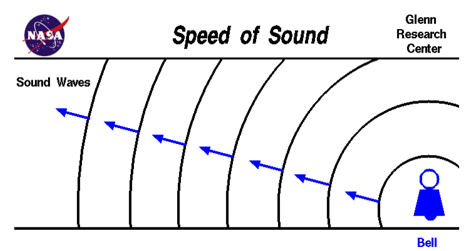 NASA
Speed of Sound
Glenn
Research
Center
Sound Waves
Bell